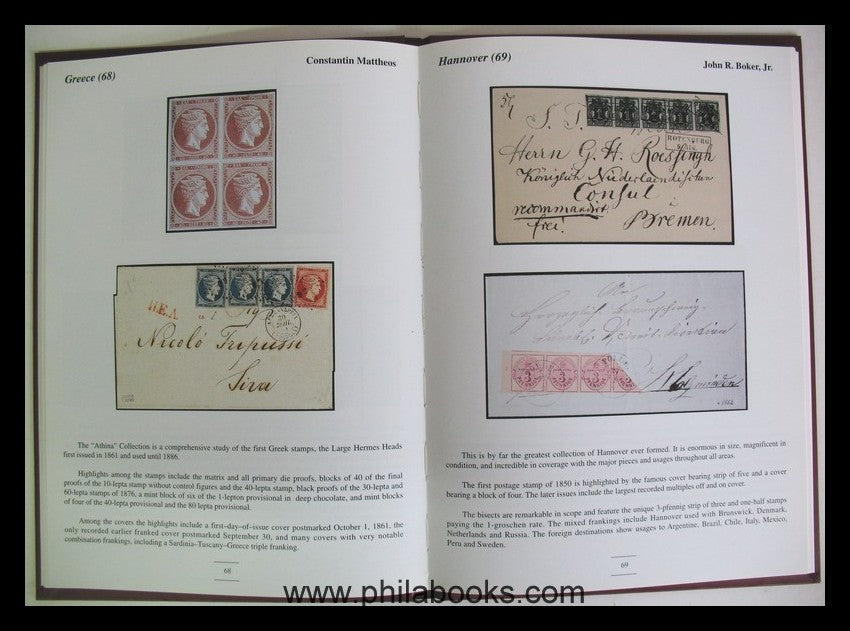 Greece (68)
Constantin Mattheos
Nicoló Tripussi
Sira
The "Athina" Collection is a comprehensive study of the first Greek stamps, the Large Hermes Heads
first issued in 1861 and used until 1886.
Highlights among the stamps include the matrix and all primary die proofs, blocks of 40 of the final
proofs of the 10-lepta stamp without control figures and the 40-lepta stamp, black proofs of the 30-lepta and
60-lepta stamps of 1876, a mint block of six of the 1-lepton provisional in deep chocolate, and mint blocks
of four of the 40-lepta provisional and the 80 lepta provisional.
Among the covers the highlights include a first-day-of-issue cover postmarked October 1, 1861, the
only recorded earlier franked cover postmarked September 30, and many covers with very notable
combination frankings, including a Sardinia–Tuscany–Greece triple franking.
68
Hannover (69)
John R. Boker, Jr.
ROTENBURG
Herrn G. H. Roessingh
Königlich Niederlaendischen
Consul
recommandirt
frei!
Bremen.
3 3 3
This is by far the greatest collection of Hannover ever formed. It is enormous in size, magnificent in
condition, and incredible in coverage with the major pieces and usages throughout all areas.
The first postage stamp of 1850 is highlighted by the famous cover bearing strip of five and a cover
bearing a block of four. The later issues include the largest recorded multiples off and on cover.
The bisects are remarkable in scope and feature the unique 3-pfennig strip of three and one-half stamps
paying the 1-groschen rate. The mixed frankings include Hannover used with Brunswick, Denmark,
Netherlands and Russia. The foreign destinations show usages to Argentine, Brazil, Chile, Italy, Mexico,
Peru and Sweden.
69
www.philabooks.com